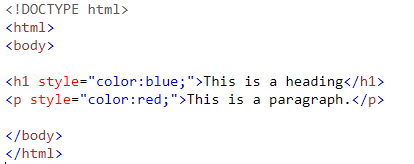 <!DOCTYPE html>
<html>
<body>
<h1 style="color:blue;">This is a heading</h1>
<p style="color:red;">This is a paragraph.</p>
</body>
</html>